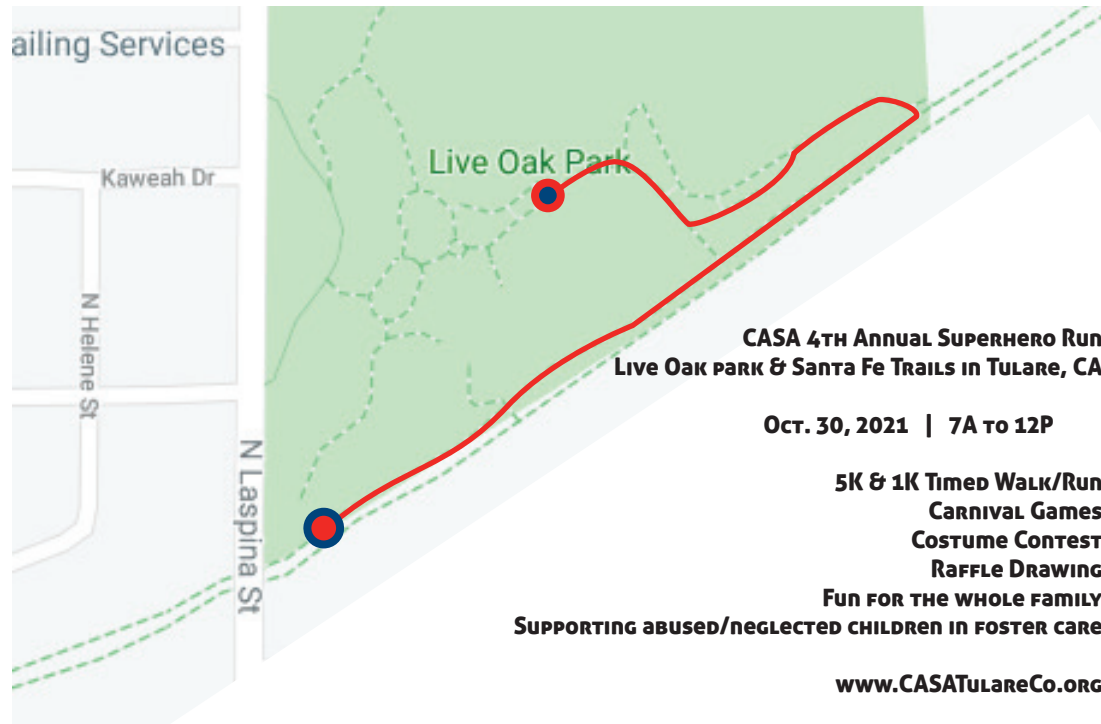 ailing Services
Live Oak Park
Kaweah Dr
N Helene St
N Laspina St
CASA 4th Annual Superhero Run
Live Oak park & Santa Fe Trails in Tulare, CA
Oct. 30, 2021 | 7A to 12P
5K & 1K Timed Walk/Run
Carnival Games
Costume Contest
Raffle Drawing
Fun for the whole family
Supporting abused/neglected children in foster care
www.CASATulareCo.org